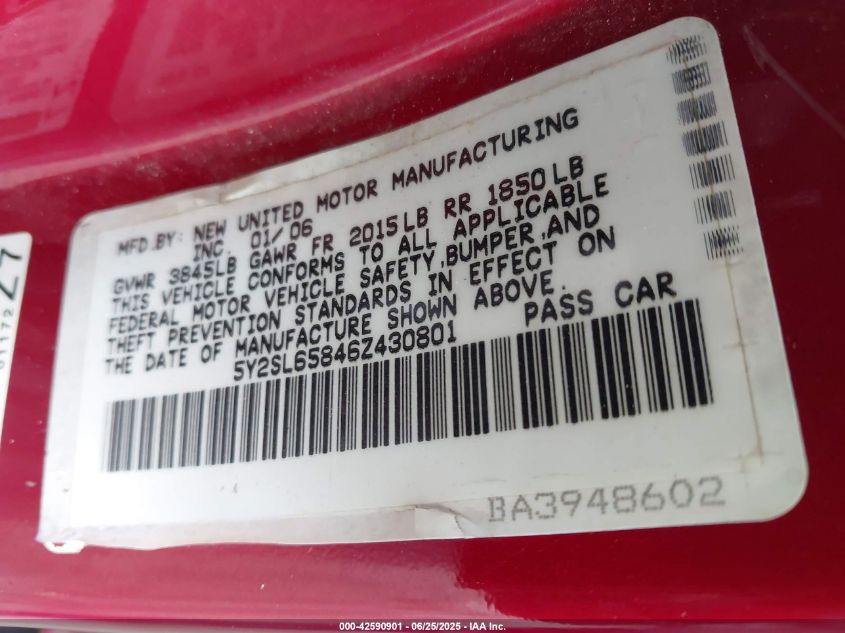 MFD.BY: NEW UNITED MOTOR MANUFACTURING
INC. 01/06
GVWR 3845LB GAWR FR 2015LB RR 1850LB
THIS VEHICLE CONFORMS TO ALL APPLICABLE
FEDERAL MOTOR VEHICLE SAFETY,BUMPER,AND
THEFT PREVENTION STANDARDS IN EFFECT ON
THE DATE OF MANUFACTURE SHOWN ABOVE.
5Y2SL65846Z430801 PASS CAR
BA3948602
000-42590901 - 06/25/2025 - IAA Inc.